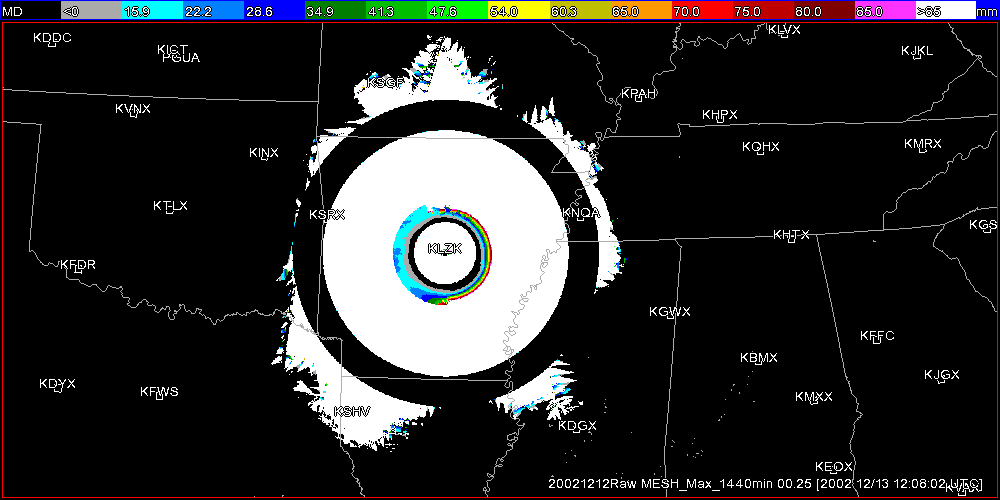 MD <0 15.9 22.2 28.6 34.9 41.3 47.6 54.0 60.3 65.0 70.0 75.0 80.0 85.0 >85 mm
KDDC
KICT
PGUA
KLVX
KJKL
KSGF
KPAH
KVNX
KHPX
KINX
KOHX
KMRX
KTLX
KSRX
KNQA
KGS
KHTX
KLZK
KFDR
KGWX
KFFC
KBMX
KDYX
KFWS
KJGX
KMXX
KSHV
KDGX
KEOX
20021212Raw MESH_Max_1440min 00.25 [2002/12/13 12:08:02 UTC]